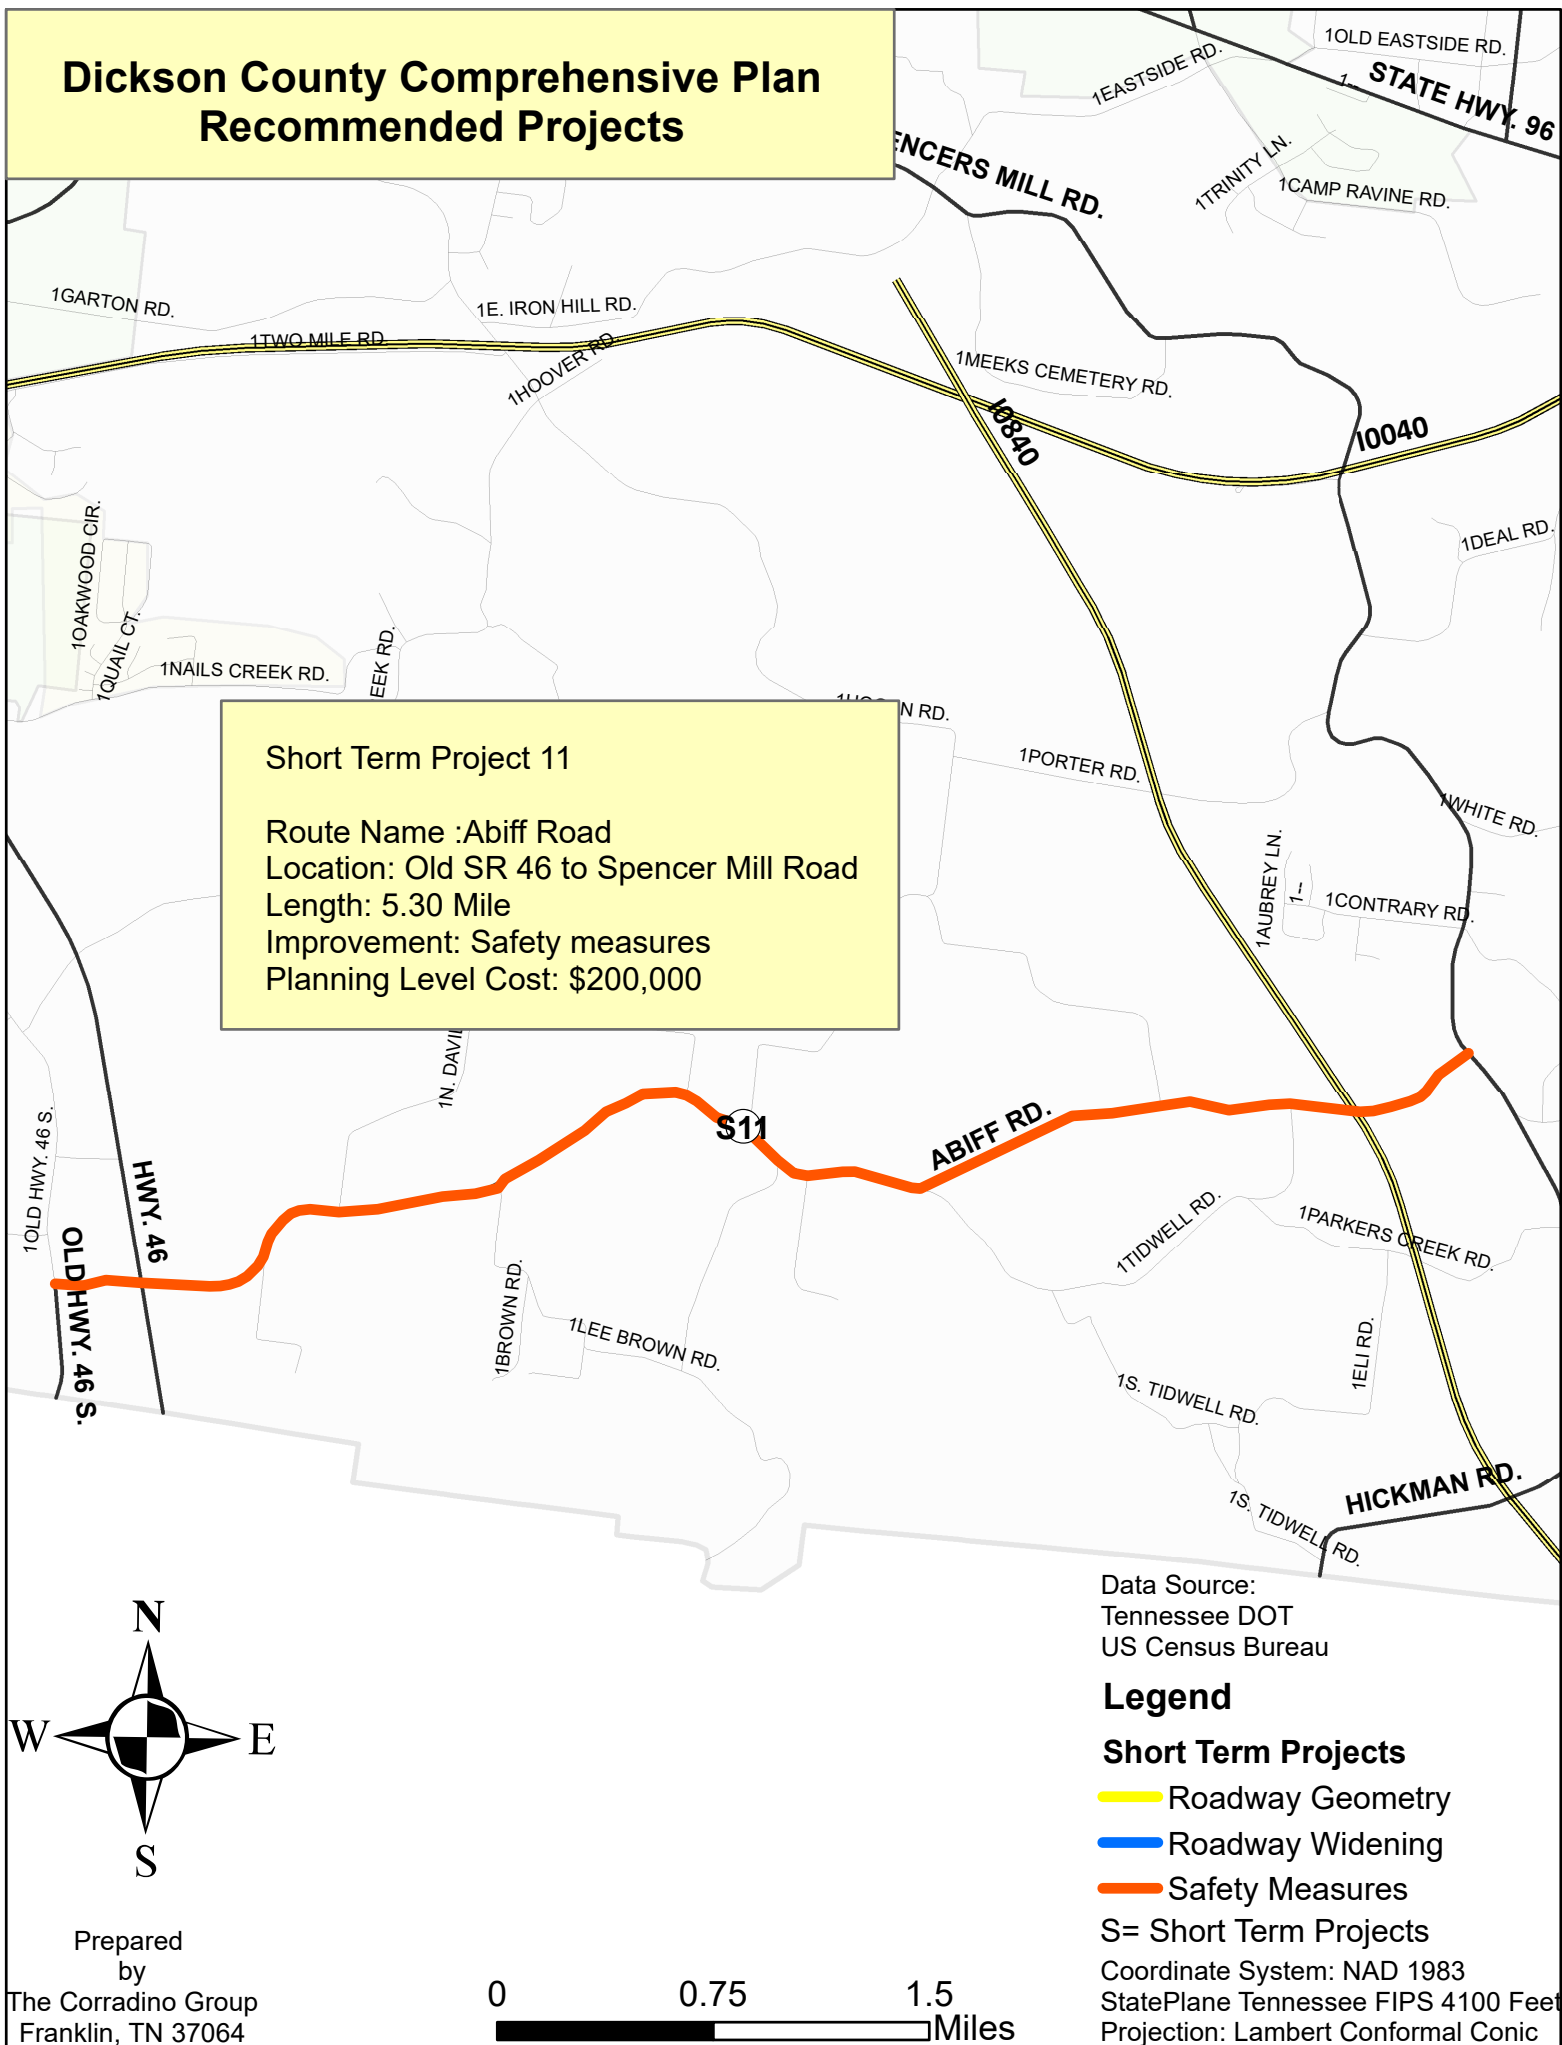 Dickson County Comprehensive Plan
Recommended Projects
1OLD EASTSIDE RD.
1EASTSIDE RD.
1--
STATE HWY. 96
ENCERS MILL RD.
1TRINITY LN.
1CAMP RAVINE RD.
1GARTON RD.
1E. IRON HILL RD.
1TWO MILE RD.
1HOOVER RD.
1MEEKS CEMETERY RD.
I0840
I0040
1OAKWOOD CIR.
1DEAL RD.
1QUAIL CT.
1NAILS CREEK RD.
EEK RD.
N RD.
1PORTER RD.
Short Term Project 11
Route Name :Abiff Road
Location: Old SR 46 to Spencer Mill Road
Length: 5.30 Mile
Improvement: Safety measures
Planning Level Cost: $200,000
1WHITE RD.
1AUBREY LN.
1--
1CONTRARY RD.
1N. DAVI
1OLD HWY. 46 S.
HWY. 46
OLD HWY. 46 S.
S11
ABIFF RD.
1TIDWELL RD.
1PARKERS CREEK RD.
1BROWN RD.
1LEE BROWN RD.
1ELI RD.
1S. TIDWELL RD.
HICKMAN RD.
1S. TIDWELL RD.
Data Source:
Tennessee DOT
US Census Bureau
N
W
E
S
Legend
Short Term Projects
Roadway Geometry
Roadway Widening
Safety Measures
S= Short Term Projects
Coordinate System: NAD 1983
StatePlane Tennessee FIPS 4100 Feet
Projection: Lambert Conformal Conic
Prepared
by
The Corradino Group
Franklin, TN 37064
0 0.75 1.5
Miles